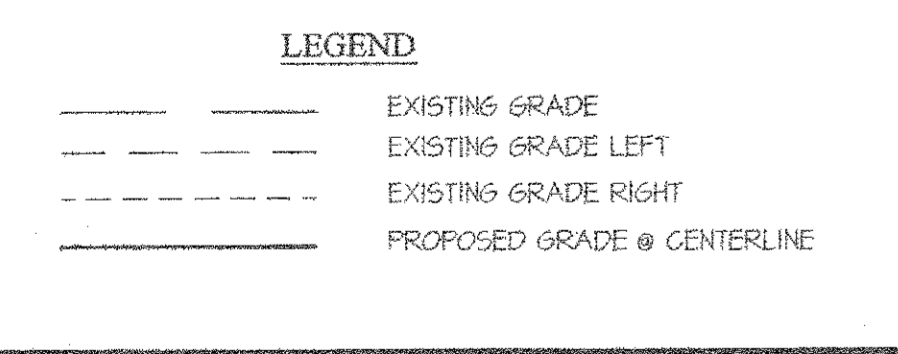 LEGEND
EXISTING GRADE
EXISTING GRADE LEFT
EXISTING GRADE RIGHT
PROPOSED GRADE @ CENTERLINE